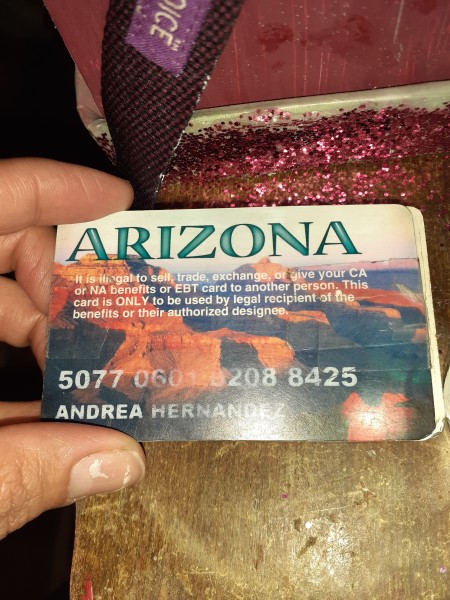 VOICE
ARIZONA
It is illegal to sell, trade, exchange, or give your CA
or NA benefits or EBT card to another person. This
card is ONLY to be used by legal recipient of the
benefits or their authorized designee.
5077 0601 8425
ANDREA HERNANDEZ